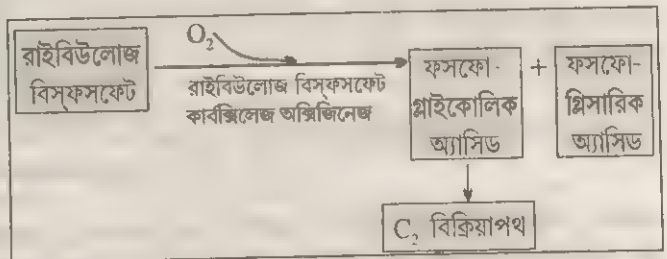 O₂
রাইবিউলোজ
বিস্ফসফেট
রাইবিউলোজ বিস্ফসফেট
কার্বক্সিলেজ অক্সিজিনেজ
ফসফো-
গ্লাইকোলিক
অ্যাসিড
+
ফসফো-
গ্লিসারিক
অ্যাসিড
C₂ বিক্রিয়াপথ